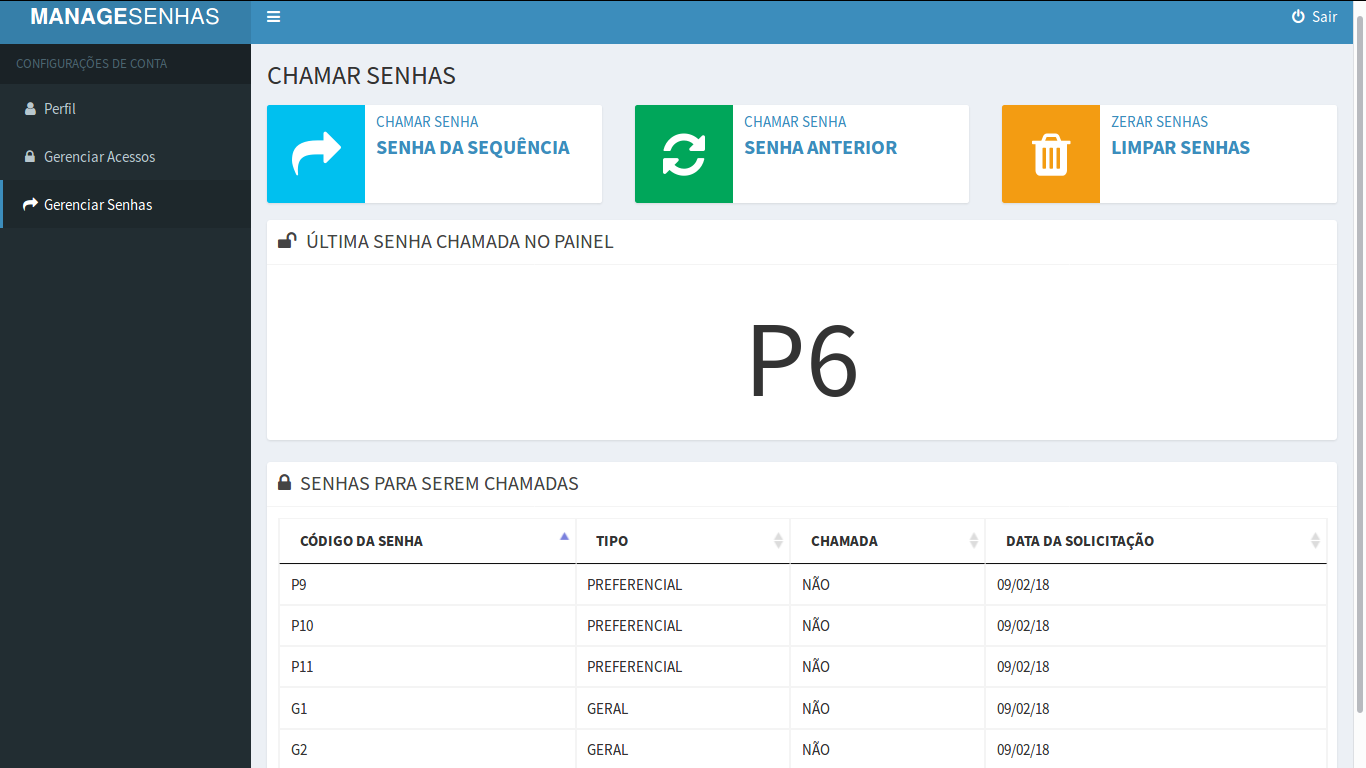 MANAGESENHAS
Sair
CONFIGURAÇÕES DE CONTA
Perfil
Gerenciar Acessos
Gerenciar Senhas
CHAMAR SENHAS
CHAMAR SENHA
SENHA DA SEQUÊNCIA
CHAMAR SENHA
SENHA ANTERIOR
ZERAR SENHAS
LIMPAR SENHAS
ÚLTIMA SENHA CHAMADA NO PAINEL
P6
SENHAS PARA SEREM CHAMADAS
CÓDIGO DA SENHA TIPO CHAMADA DATA DA SOLICITAÇÃO
P9 PREFERENCIAL NÃO 09/02/18
P10 PREFERENCIAL NÃO 09/02/18
P11 PREFERENCIAL NÃO 09/02/18
G1 GERAL NÃO 09/02/18
G2 GERAL NÃO 09/02/18